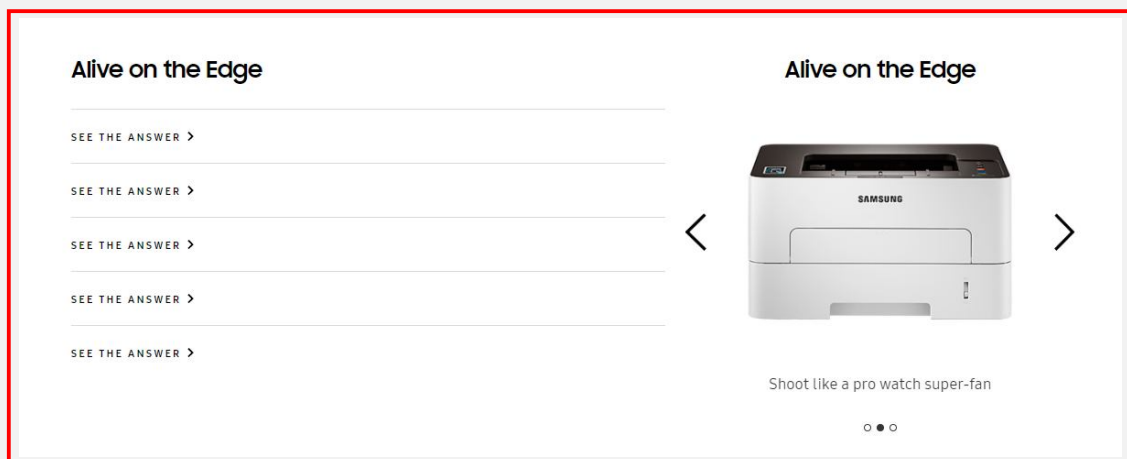 Alive on the Edge
SEE THE ANSWER
SEE THE ANSWER
SEE THE ANSWER
SEE THE ANSWER
SEE THE ANSWER
Alive on the Edge
SAMSUNG
Shoot like a pro watch super-fan